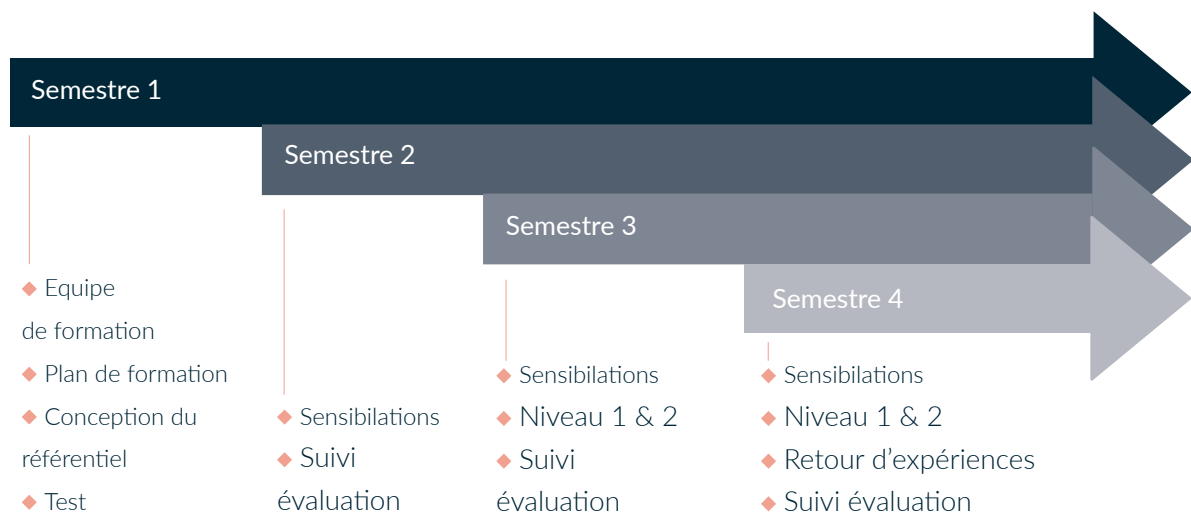 Semestre 1
Semestre 2
Semestre 3
Semestre 4
Equipe
de formation
Plan de formation
Conception du
référentiel
Test
Sensibilations
Suivi
évaluation
Sensibilations
Niveau 1 & 2
Suivi
évaluation
Sensibilations
Niveau 1 & 2
Retour d’expériences
Suivi évaluation